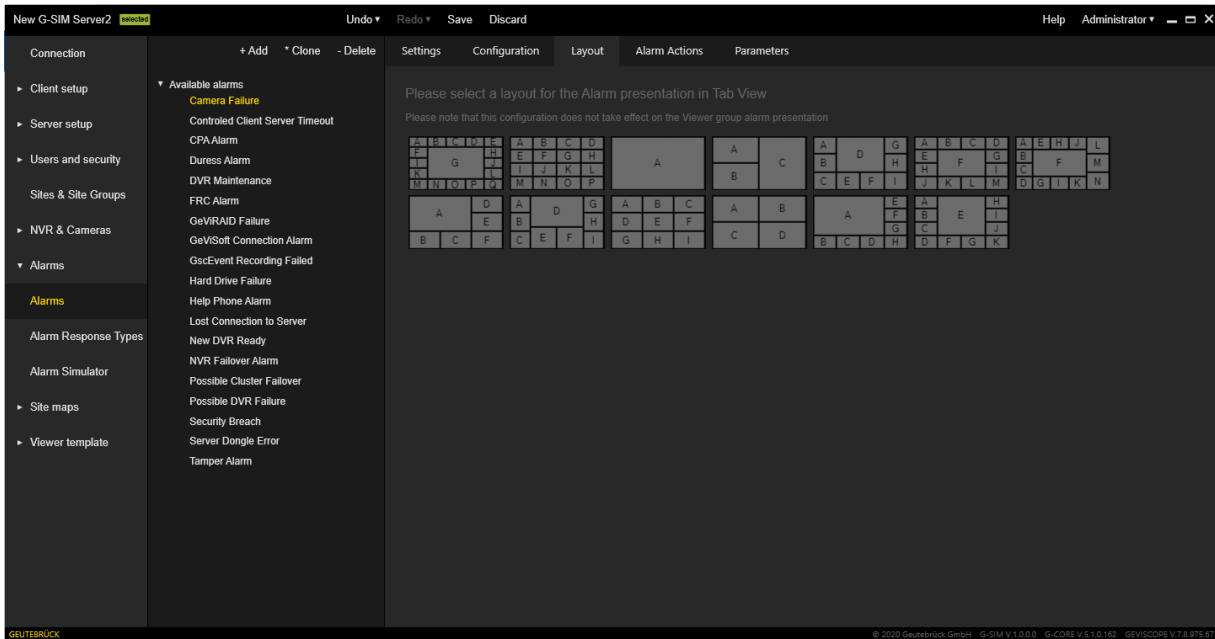 New G-SIM Server2 selected Undo Redo Save Discard Help Administrator
Connection
Client setup
Server setup
Users and security
Sites & Site Groups
NVR & Cameras
Alarms
Alarms
Alarm Response Types
Alarm Simulator
Site maps
Viewer template
+ Add * Clone - Delete
Available alarms
Camera Failure
Controled Client Server Timeout
CPA Alarm
Duress Alarm
DVR Maintenance
FRC Alarm
GeViRAID Failure
GeViSoft Connection Alarm
GscEvent Recording Failed
Hard Drive Failure
Help Phone Alarm
Lost Connection to Server
New DVR Ready
NVR Failover Alarm
Possible Cluster Failover
Possible DVR Failure
Security Breach
Server Dongle Error
Tamper Alarm
Settings Configuration Layout Alarm Actions Parameters
Please select a layout for the Alarm presentation in Tab View
Please note that this configuration does not take effect on the Viewer group alarm presentation
A B C D E
F H
I G J
K L
M N O P Q
A B C D
E F G H
I J K L
M N O P
A
A
B C
A D G
B H
C E F I
A B C D
E F G
H I
J K L M
A E H J L
B F M
C
D G I K N
A D
E
B C F
A D G
B H
C E F I
A B C
D E F
G H I
A B
C D
A E
F
G
B C D H
A E H
B I
C J
D F G K
GEUTEBRÜCK © 2020 Geutebrück GmbH G-SIM V.1.0.0.0 G-CORE V.5.1.0.162 GEVISCOPE V.7.8.975.67